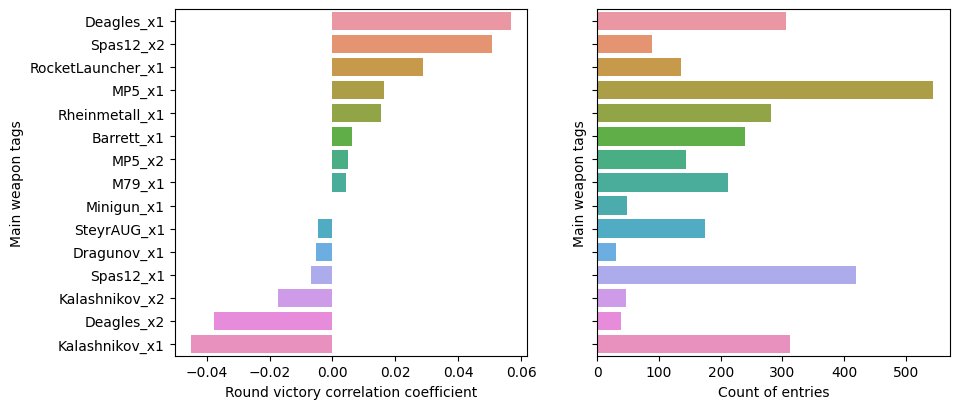 Main weapon tags
Deagles_x1
Spas12_x2
RocketLauncher_x1
MP5_x1
Rheinmetall_x1
Barrett_x1
MP5_x2
M79_x1
Minigun_x1
SteyrAUG_x1
Dragunov_x1
Spas12_x1
Kalashnikov_x2
Deagles_x2
Kalashnikov_x1
−0.04 −0.02 0.00 0.02 0.04 0.06
Round victory correlation coefficient
Main weapon tags
0 100 200 300 400 500
Count of entries